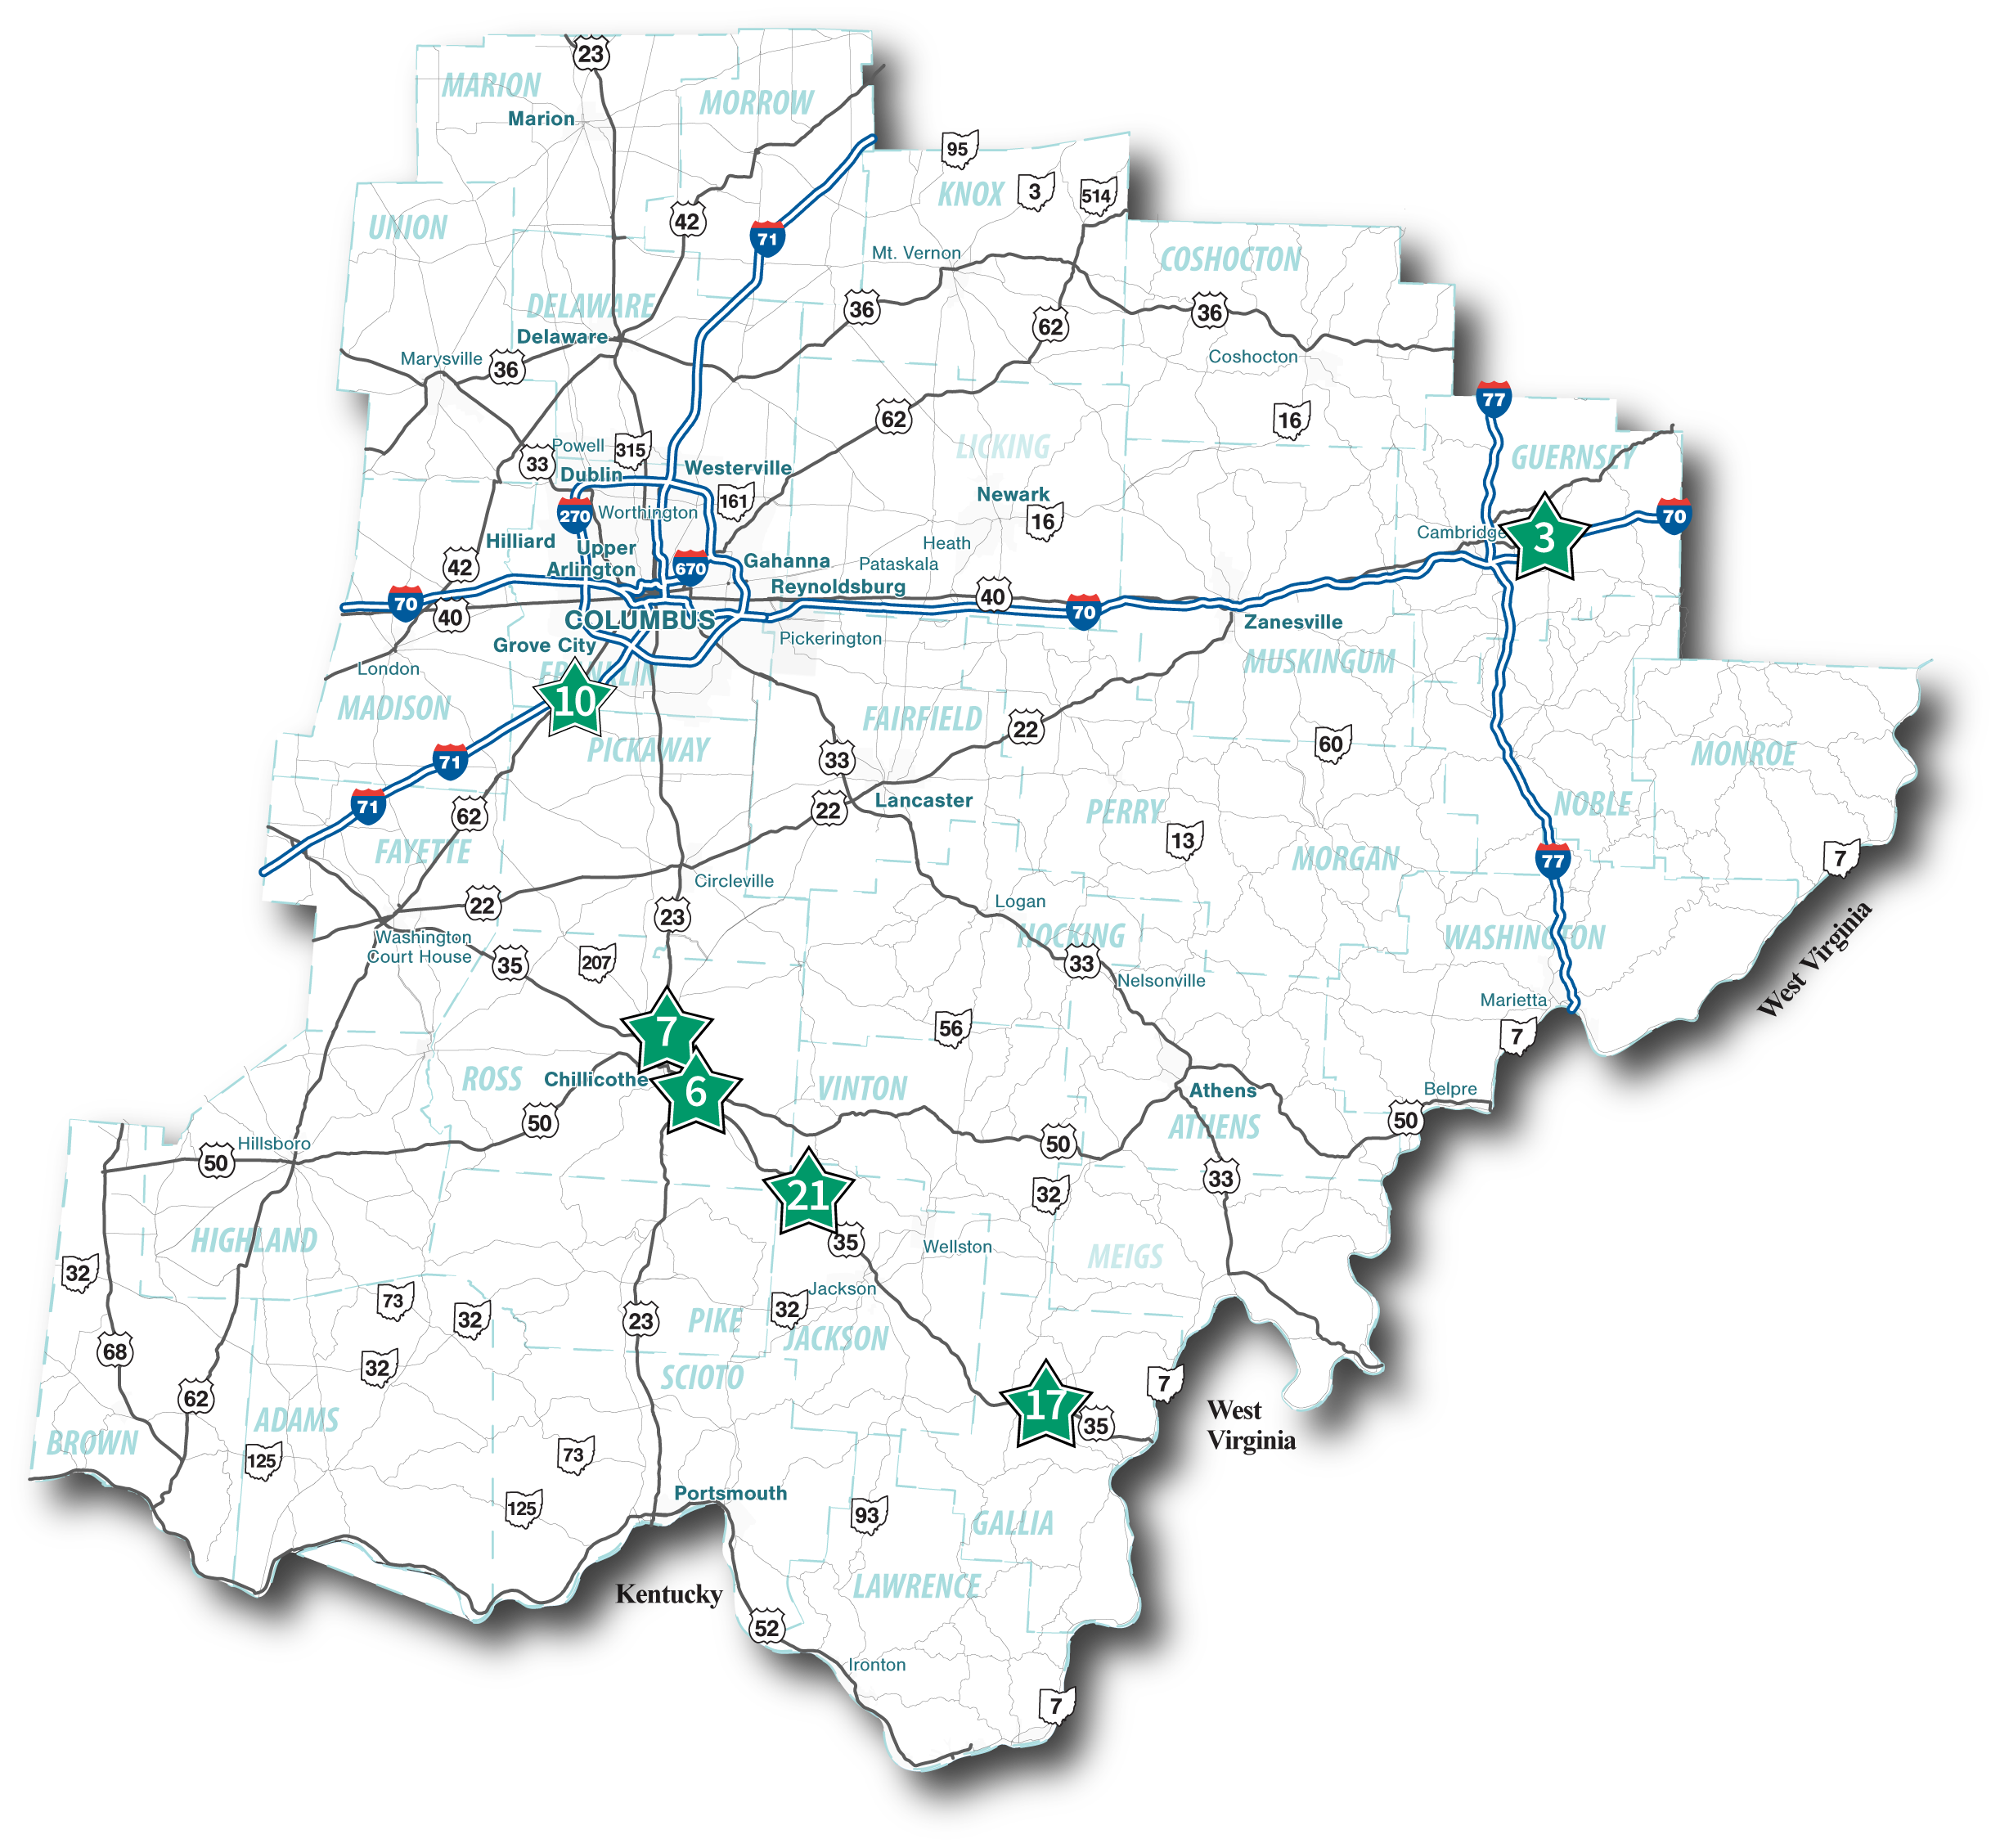 23
MARION
MORROW
Marion
95
KNOX
3
514
42
UNION
71
Mt. Vernon
COSHOCTON
DELAWARE
36
62
36
Delaware
Marysville
36
Coshocton
77
62
16
Powell
315
LICKING
GUERNSEY
33
Westerville
Dublin
161
Newark
16
270
Worthington
70
Cambridge
3
Hilliard
Upper
Arlington
Heath
42
670
Gahanna
Pataskala
Reynoldsburg
70
40
40
70
COLUMBUS
Zanesville
Grove City
Pickerington
London
FRANKLIN
MUSKINGUM
10
MADISON
FAIRFIELD
22
PICKAWAY
60
MONROE
71
33
71
62
22
Lancaster
PERRY
NOBLE
13
FAYETTE
MORGAN
77
7
Circleville
22
23
Logan
Washington
Court House
HOCKING
WASHINGTON
West Virginia
35
207
33
Nelsonville
Marietta
7
56
7
ROSS
Chillicothe
6
VINTON
Athens
Belpre
50
50
ATHENS
50
Hillsboro
50
33
21
32
HIGHLAND
35
Wellston
MEIGS
32
Jackson
73
32
23
PIKE
32
JACKSON
68
32
SCIOTO
7
62
17
West
Virginia
35
ADAMS
BROWN
125
73
Portsmouth
125
93
GALLIA
Kentucky
LAWRENCE
52
Ironton
7